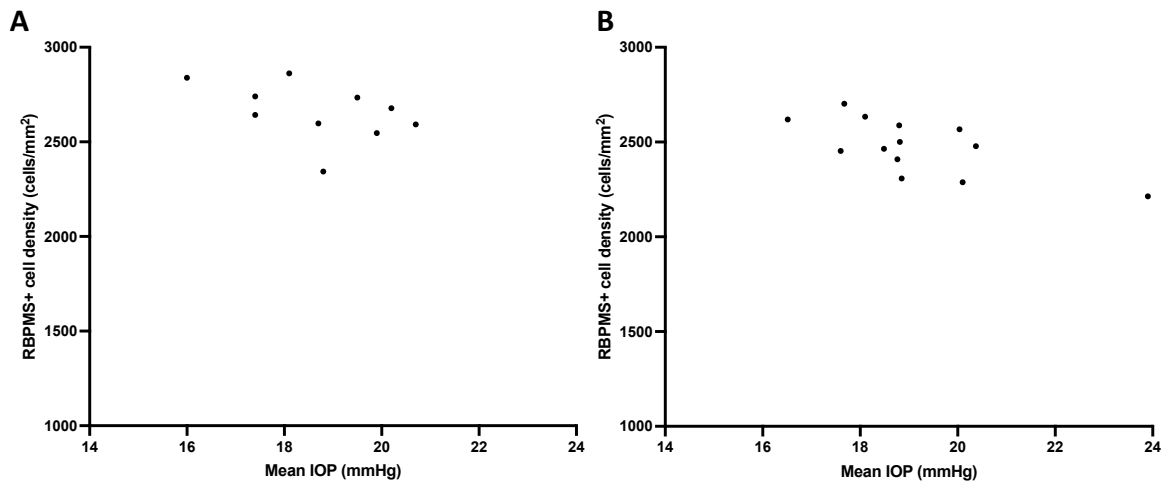 A
RBPMS+ cell density (cells/mm²)
3000
2500
2000
1500
1000
14 16 18 20 22 24
Mean IOP (mmHg)
B
RBPMS+ cell density (cells/mm²)
3000
2500
2000
1500
1000
14 16 18 20 22 24
Mean IOP (mmHg)